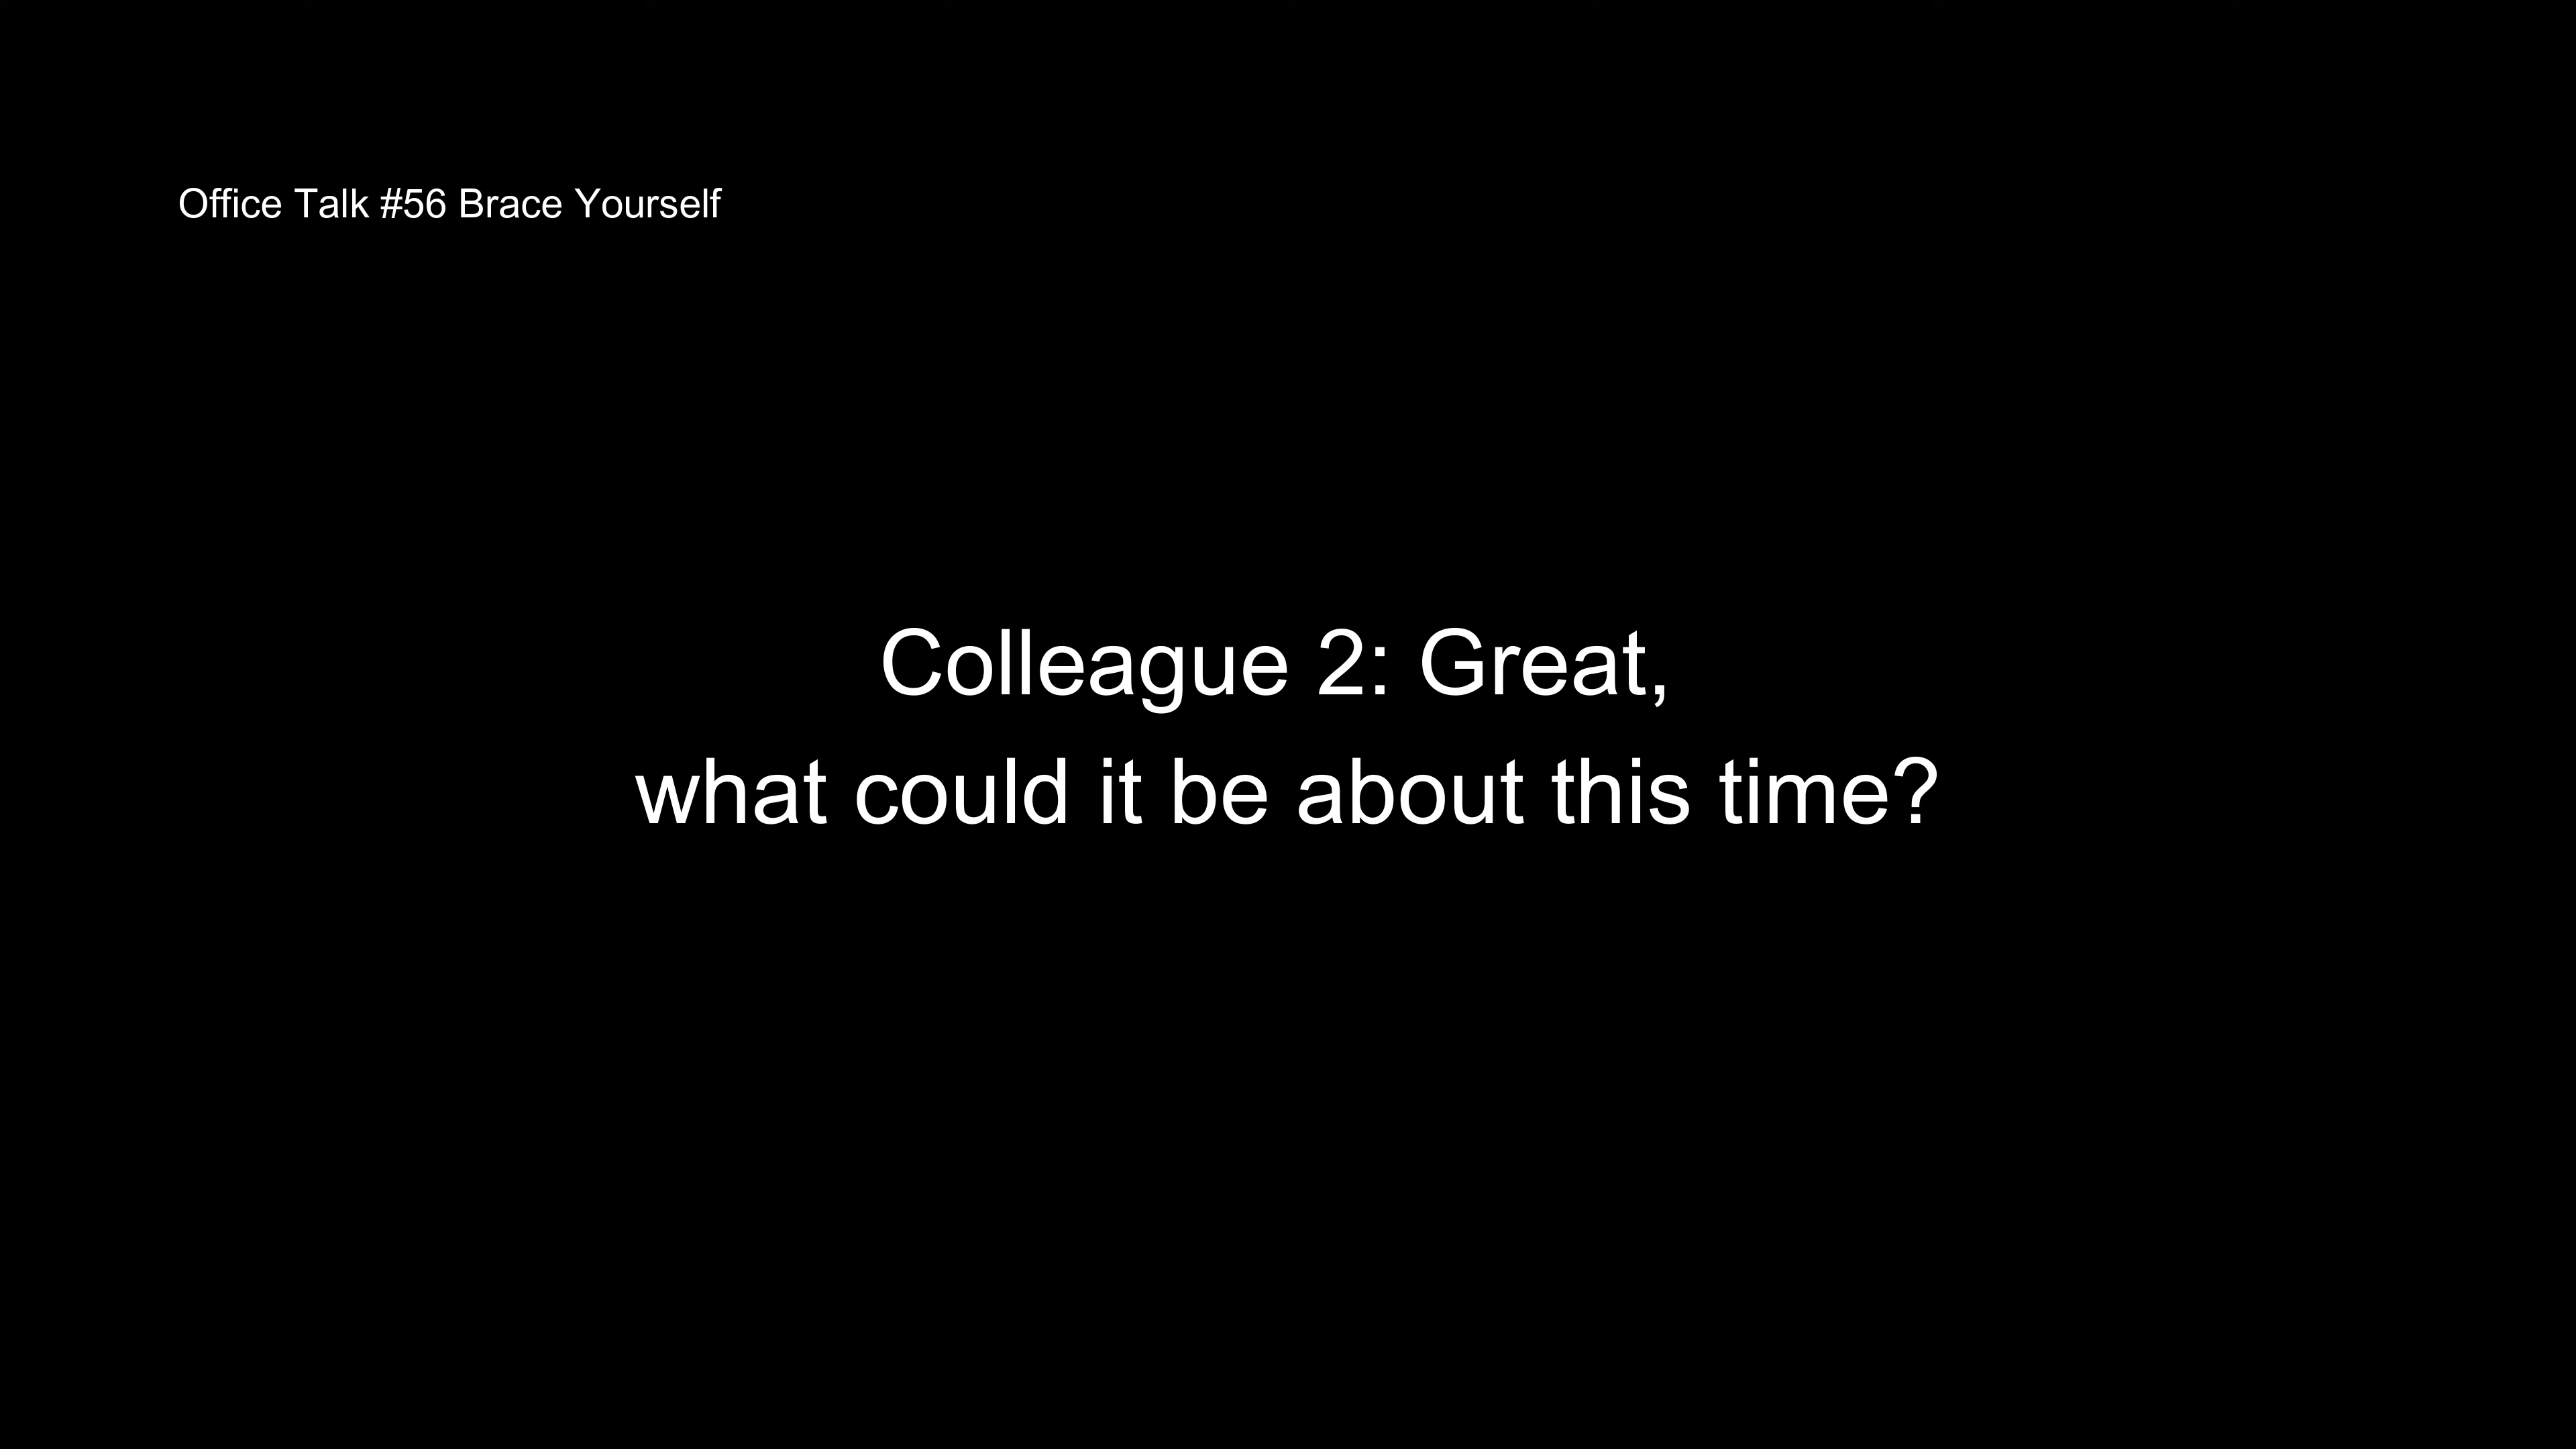 Office Talk #56 Brace Yourself
Colleague 2: Great,
what could it be about this time?